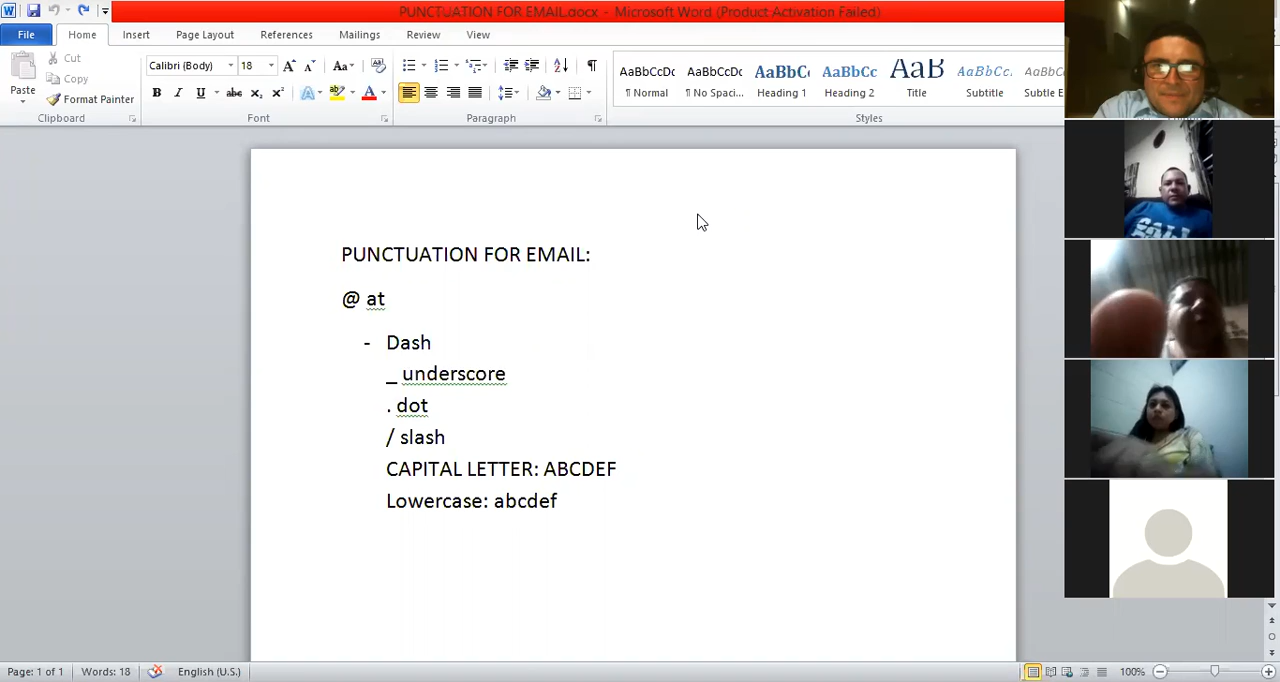 PUNCTUATION FOR EMAIL.docx - Microsoft Word (Product Activation Failed)
File Home Insert Page Layout References Mailings Review View
Paste
Cut
Copy
Format Painter
Clipboard
Calibri (Body) 18
Font
Paragraph
AaBbCcDc AaBbCcDc AaBbC AaBbCc AaB AaBbCc. AaBbCc
¶ Normal ¶ No Spaci... Heading 1 Heading 2 Title Subtitle Subtle E
Styles
PUNCTUATION FOR EMAIL:
@ at
- Dash
_ underscore
. dot
/ slash
CAPITAL LETTER: ABCDEF
Lowercase: abcdef
Page: 1 of 1 Words: 18 English (U.S.) 100%